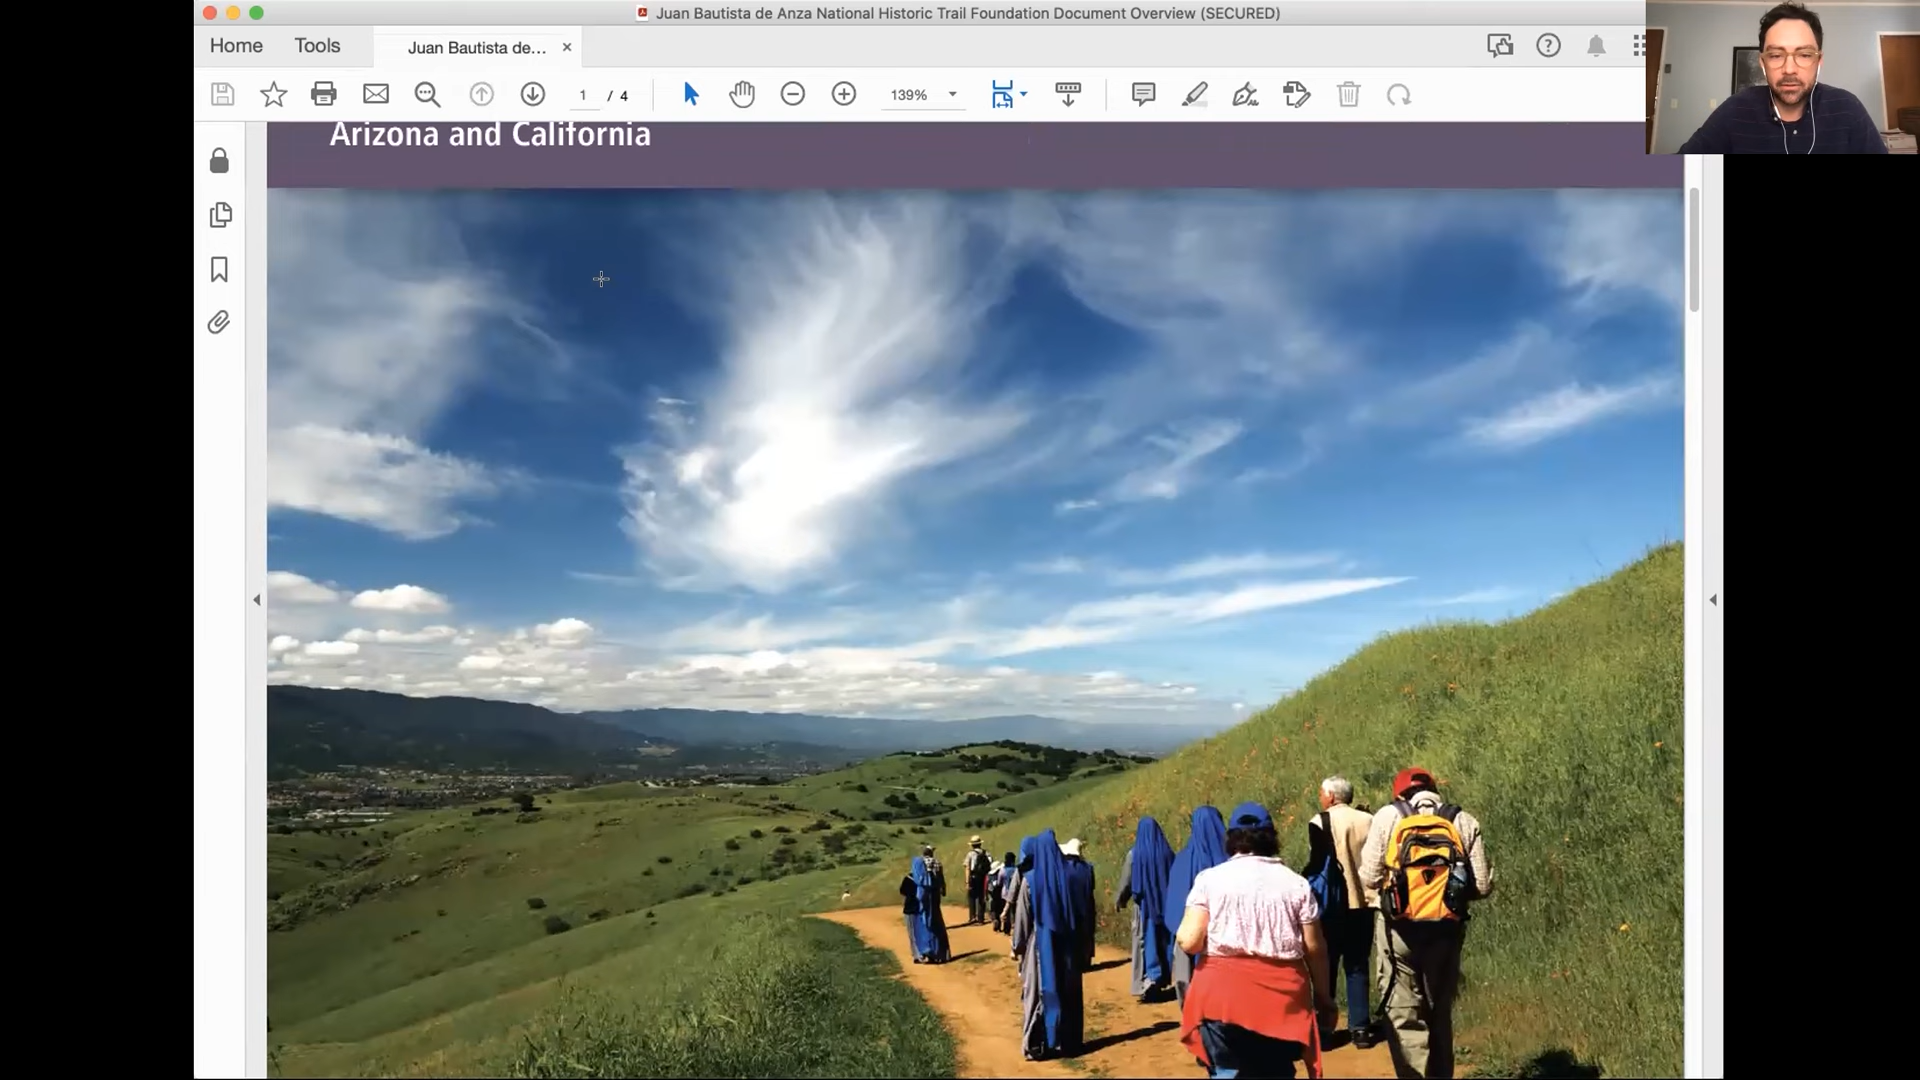 Juan Bautista de Anza National Historic Trail Foundation Document Overview (SECURED)
Home
Tools
Juan Bautista de...
1
/ 4
139%
Arizona and California